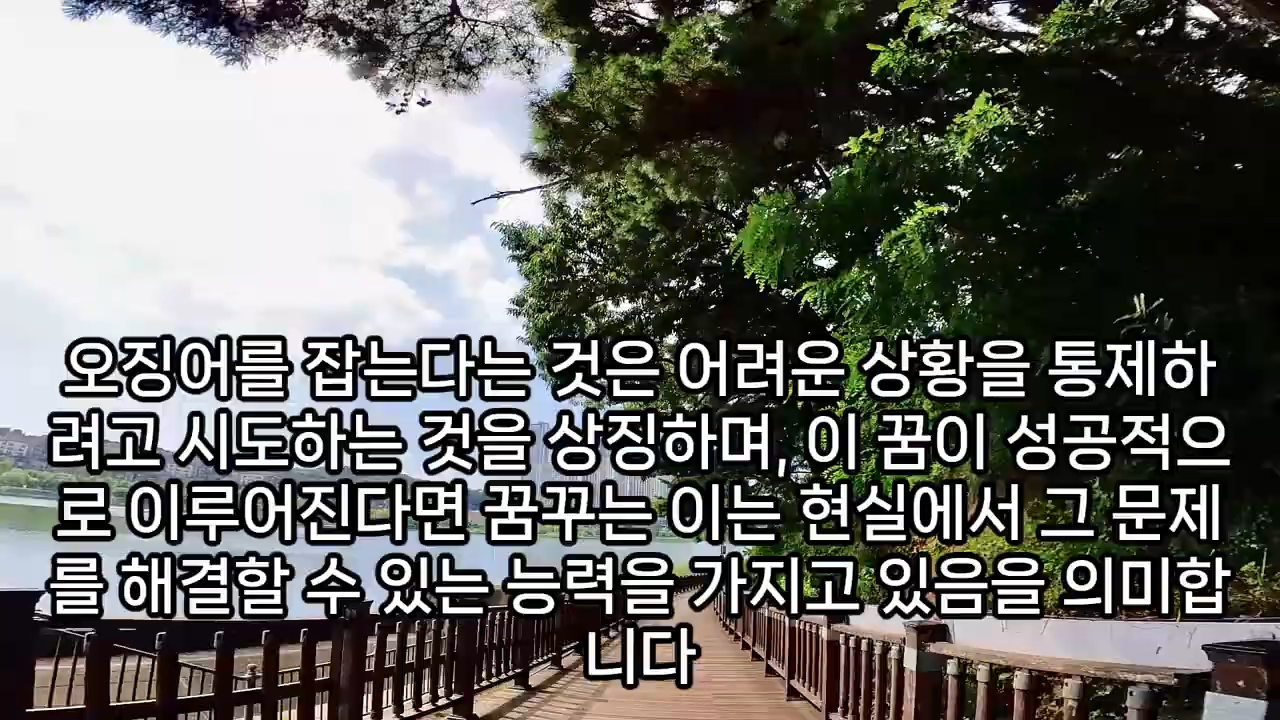 오징어를 잡는다는 것은 어려운 상황을 통제하
려고 시도하는 것을 상징하며, 이 꿈이 성공적으
로 이루어진다면 꿈꾸는 이는 현실에서 그 문제
를 해결할 수 있는 능력을 가지고 있음을 의미합
니다